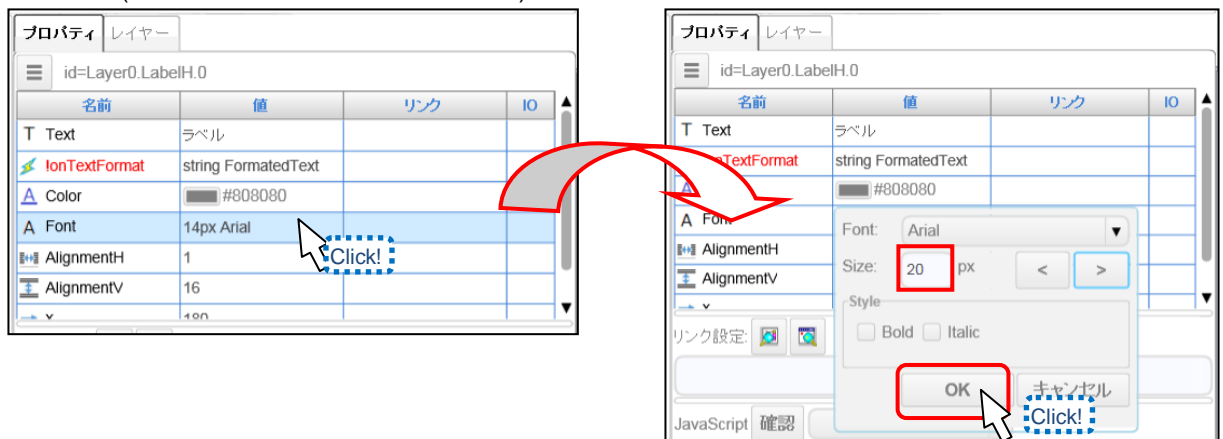 プロパティ レイヤー
id=Layer0.LabelH.0
名前 値 リンク IO
Text ラベル
!onTextFormat string FormatedText
Color #808080
Font 14px Arial
AlignmentH 1
AlignmentV 16
Click!
プロパティ レイヤー
id=Layer0.LabelH.0
名前 値 リンク IO
Text ラベル
nTextFormat string FormatedText
#808080
Font
AlignmentH
AlignmentV
Font: Arial
Size: 20 px < >
Style
Bold Italic
OK キャンセル
Click!
リンク設定:
JavaScript 確認